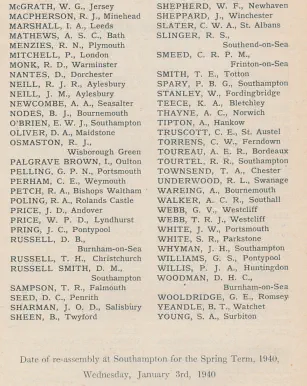 McGRATH, W. G., Jersey
MACPHERSON, R. J., Minehead
MARSHALL, I. A., Leeds
MATHEWS, A. S. C., Bath
MENZIES, R. N., Plymouth
MITCHELL, P., London
MONK, R. D., Warminster
NANTES, D., Dorchester
NEILL, R. J. R., Aylesbury
NEILL, J. M., Aylesbury
NEWCOMBE, A. A., Seasalter
NODES, B. J., Bournemouth
O'BRIEN, E. W. J., Southampton
OLIVER, D. A., Maidstone
OSMASTON, R. J.,
Wisborough Green
PALGRAVE BROWN, I., Oulton
PELLING, G. P. N., Portsmouth
PERHAM, C. E., Weymouth
PETCH, R. A., Bishops Waltham
POLING, R. A., Rolands Castle
PRICE, J. D., Andover
PRICE, W. P. D., Lyndhurst
PRING, J. C., Pontypool
RUSSELL, D. B.,
Burnham-on-Sea
RUSSELL, T. H., Christchurch
RUSSELL SMITH, D. M.,
Southampton
SAMPSON, T. R., Falmouth
SEED, D. C., Penrith
SHARMAN, J. O. D., Salisbury
SHEEN, B., Twyford
SHEPHERD, W. F., Newhaven
SHEPPARD, J., Winchester
SLATER, C. W. A., St. Albans
SLINGER, R. S.,
Southend-on-Sea
SMEED, C. R. P. M.,
Frinton-on-Sea
SMITH, T. E., Totton
SPARY, P. B. G., Southampton
STANLEY, W., Fordingbridge
TEECE, K. A., Bletchley
THAYNE, A. C., Norwich
TIPTON, A., Hankow
TRUSCOTT, C. E., St. Austel
TORRENS, C. W., Ferndown
TOUREAU, A. E. R., Bordeaux
TOURTEL, R. R., Southampton
TOWNSEND, T. A., Chester
UNDERWOOD, R. L., Swanage
WAREING, A., Bournemouth
WALKER, A. C. R., Southall
WEBB, G. V., Westcliff
WEBB, T. R. J., Westcliff
WHITE, J. W., Portsmouth
WHITE, S. R., Parkstone
WHYMAN, J. H., Southampton
WILLIAMS, G. S., Pontypool
WILLIS, P. J. A., Huntingdon
WOODMAN, D. H. C.,
Burnham-on-Sea
WOOLDRIDGE, G. E., Romsey
YEANDLE, B. A. T., Watchet
YOUNG, S. A., Surbiton
Date of re-assembly at Southampton for the Spring Term, 1940,
Wednesday, January 3rd, 1940